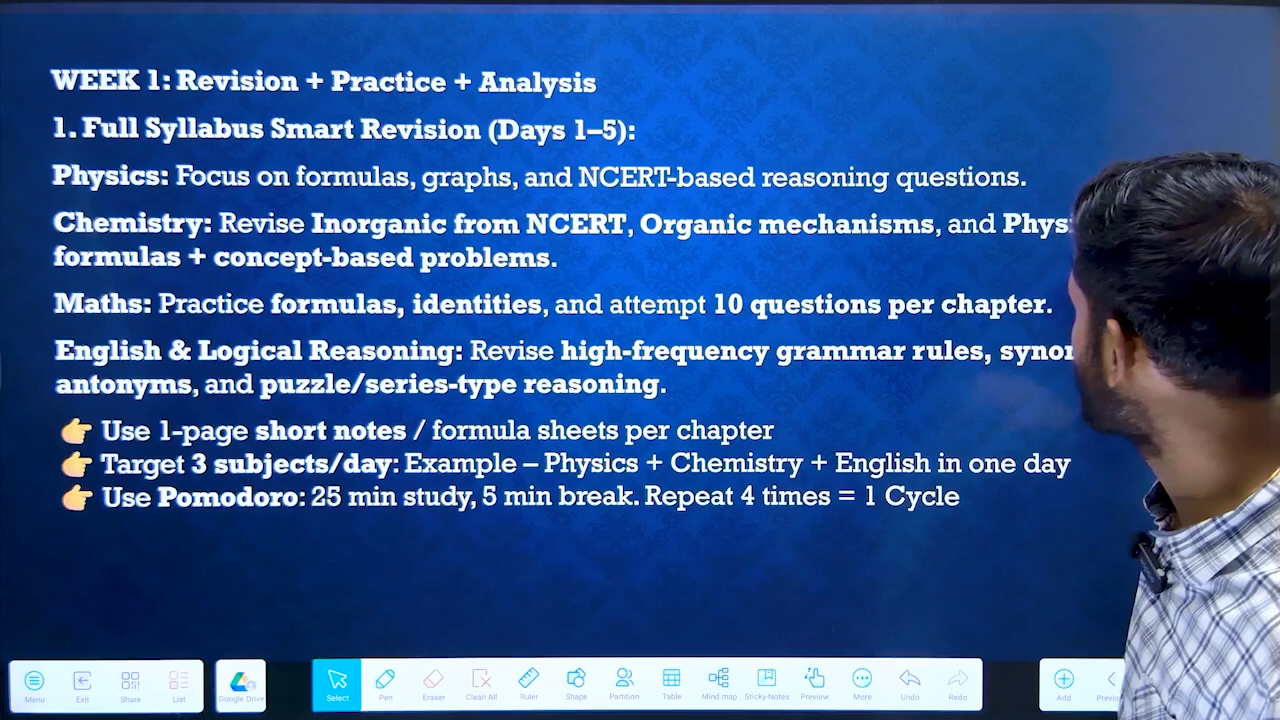 WEEK 1: Revision + Practice + Analysis
1. Full Syllabus Smart Revision (Days 1–5):
Physics: Focus on formulas, graphs, and NCERT-based reasoning questions.
Chemistry: Revise Inorganic from NCERT, Organic mechanisms, and
formulas + concept-based problems.
Maths: Practice formulas, identities, and attempt 10 questions per chapter.
English & Logical Reasoning: Revise high-frequency grammar rules,
antonyms, and puzzle/series-type reasoning.
👉 Use 1-page short notes / formula sheets per chapter
👉 Target 3 subjects/day: Example – Physics + Chemistry + English in one day
👉 Use Pomodoro: 25 min study, 5 min break. Repeat 4 times = 1 Cycle
Menu Exit Share List Google Drive Select Pen Eraser Clean All Ruler Shape Partition Table Mind map Sticky-Notes Preview More Undo Redo Add